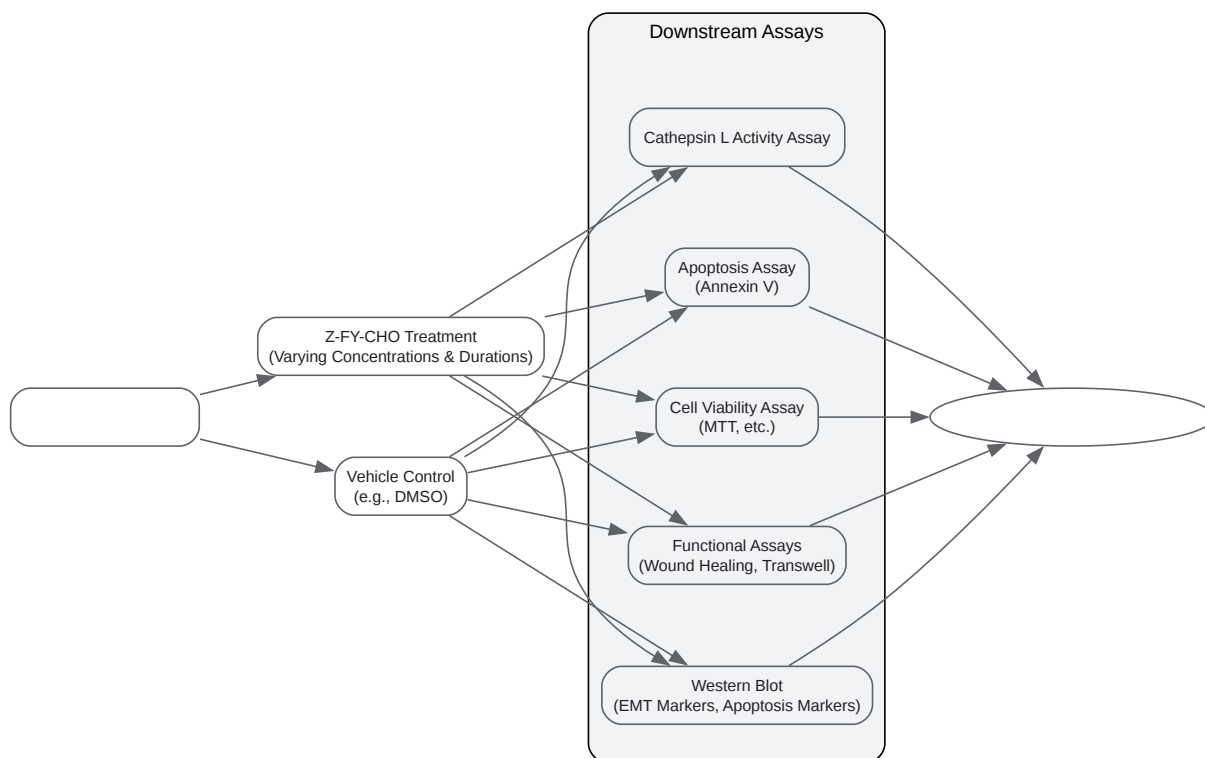 Downstream Assays
Cathepsin L Activity Assay
Apoptosis Assay
(Annexin V)
Z-FY-CHO Treatment
(Varying Concentrations & Durations)
Cell Viability Assay
(MTT, etc.)
Vehicle Control
(e.g., DMSO)
Functional Assays
(Wound Healing, Transwell)
Western Blot
(EMT Markers, Apoptosis Markers)